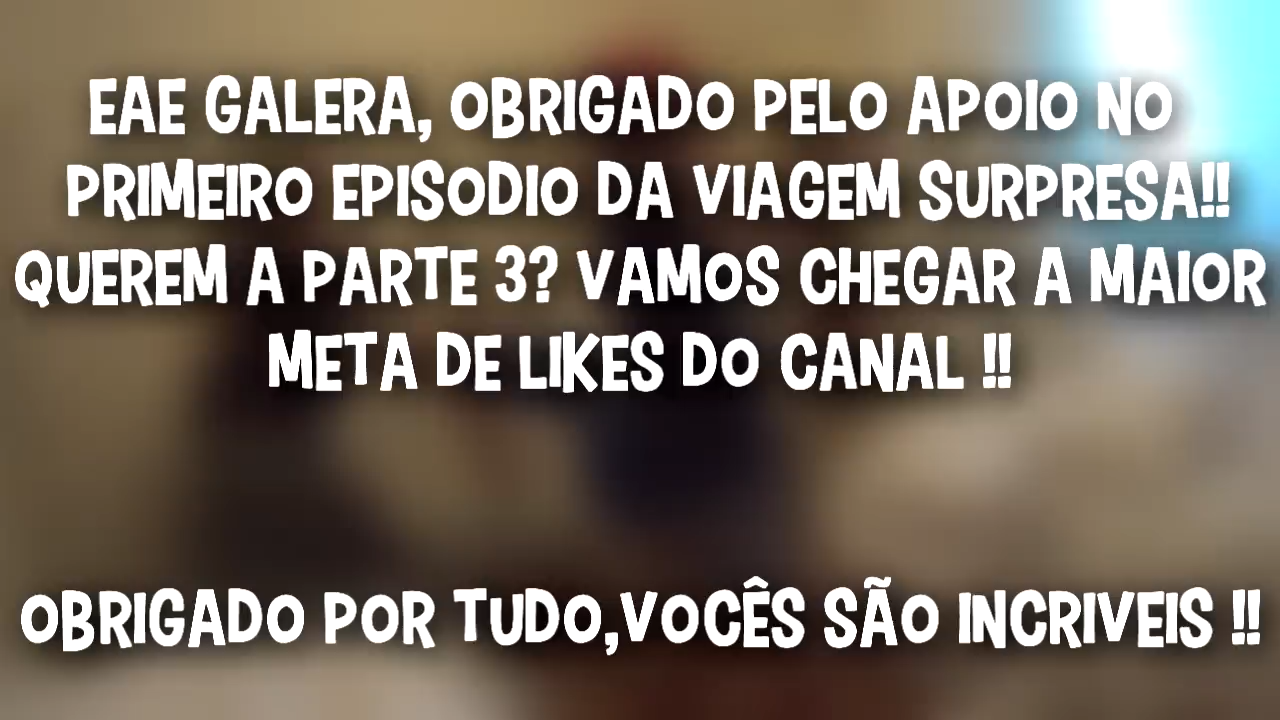 EAE GALERA, OBRIGADO PELO APOIO NO
PRIMEIRO EPISODIO DA VIAGEM SURPRESA!!
QUEREM A PARTE 3? VAMOS CHEGAR A MAIOR
META DE LIKES DO CANAL !!
OBRIGADO POR TUDO,VOCÊS SÃO INCRIVEIS !!